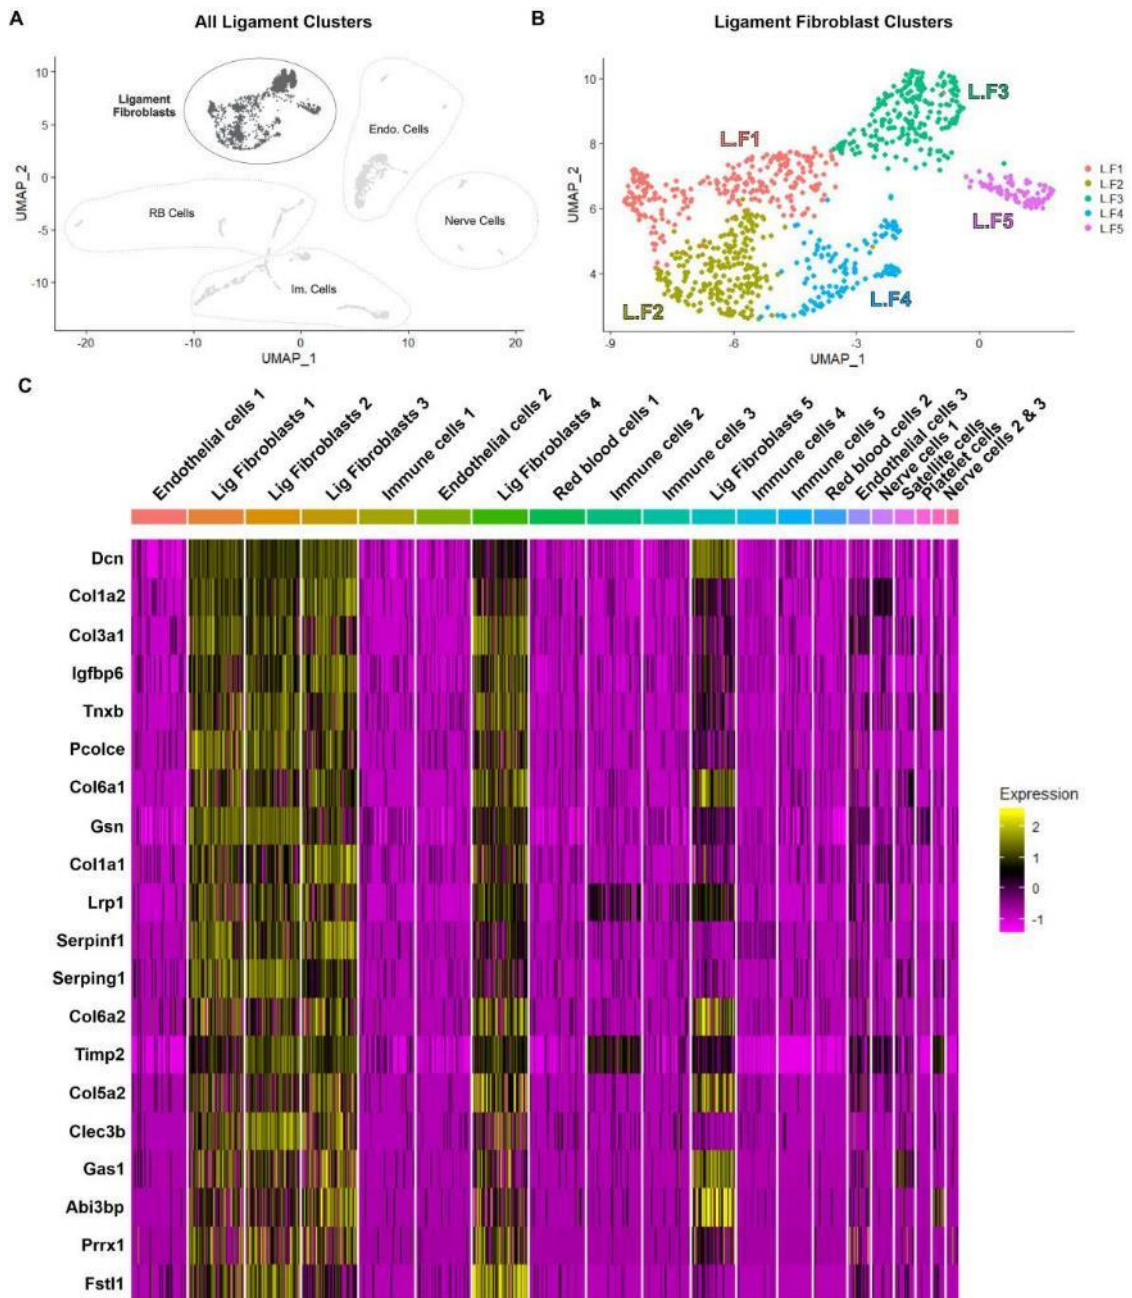 A
All Ligament Clusters
10
5
0
-5
-10
UMAP_2
-20
-10
0
10
20
UMAP_1
Ligament
Fibroblasts
Endo. Cells
RB Cells
Nerve Cells
Im. Cells
B
Ligament Fibroblast Clusters
10
8
6
4
UMAP_2
-9
-6
-3
0
UMAP_1
L.F1
L.F2
L.F3
L.F4
L.F5
L.F1
L.F2
L.F3
L.F4
L.F5
C
Endothelial cells 1
Lig Fibroblasts 1
Lig Fibroblasts 2
Lig Fibroblasts 3
Immune cells 1
Endothelial cells 2
Lig Fibroblasts 4
Red blood cells 1
Immune cells 2
Immune cells 3
Lig Fibroblasts 5
Immune cells 4
Immune cells 5
Red blood cells 2
Endothelial cells 3
Nerve cells 1
Satellite cells
Platelet cells
Nerve cells 2 & 3
Dcn
Col1a2
Col3a1
Igfbp6
Tnxb
Pcolce
Col6a1
Gsn
Col1a1
Lrp1
Serpinf1
Serping1
Col6a2
Timp2
Col5a2
Clec3b
Gas1
Abi3bp
Prrx1
Fstl1
Expression
2
1
0
-1